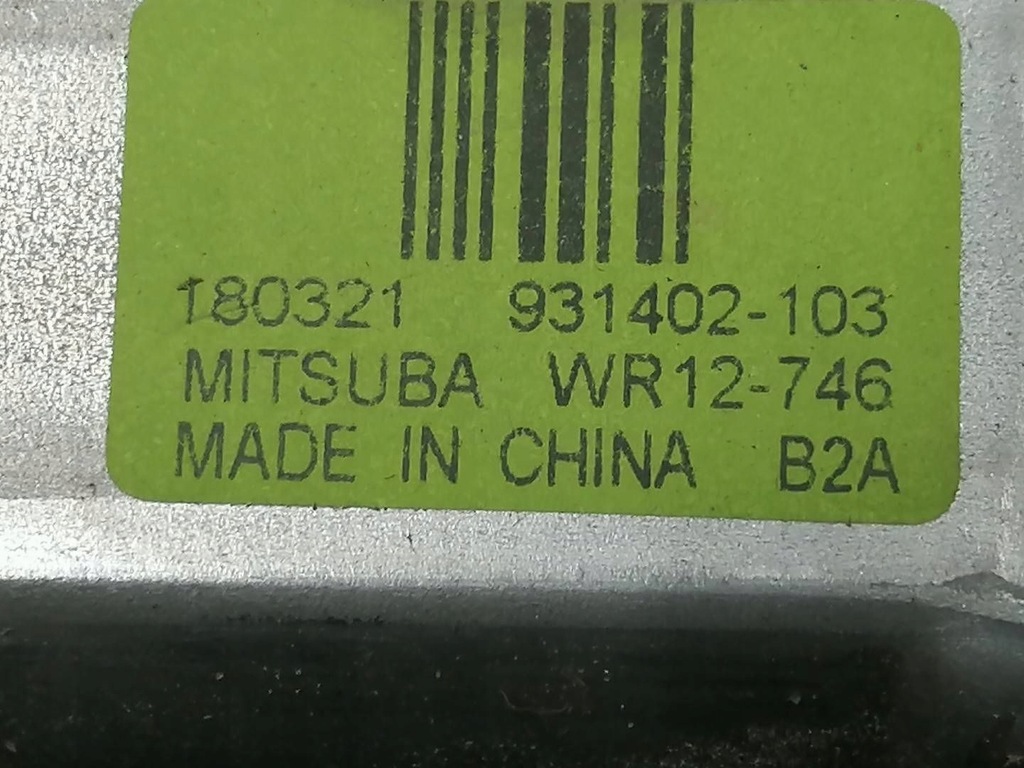 180321 931402-103
MITSUBA WR12-746
MADE IN CHINA B2A